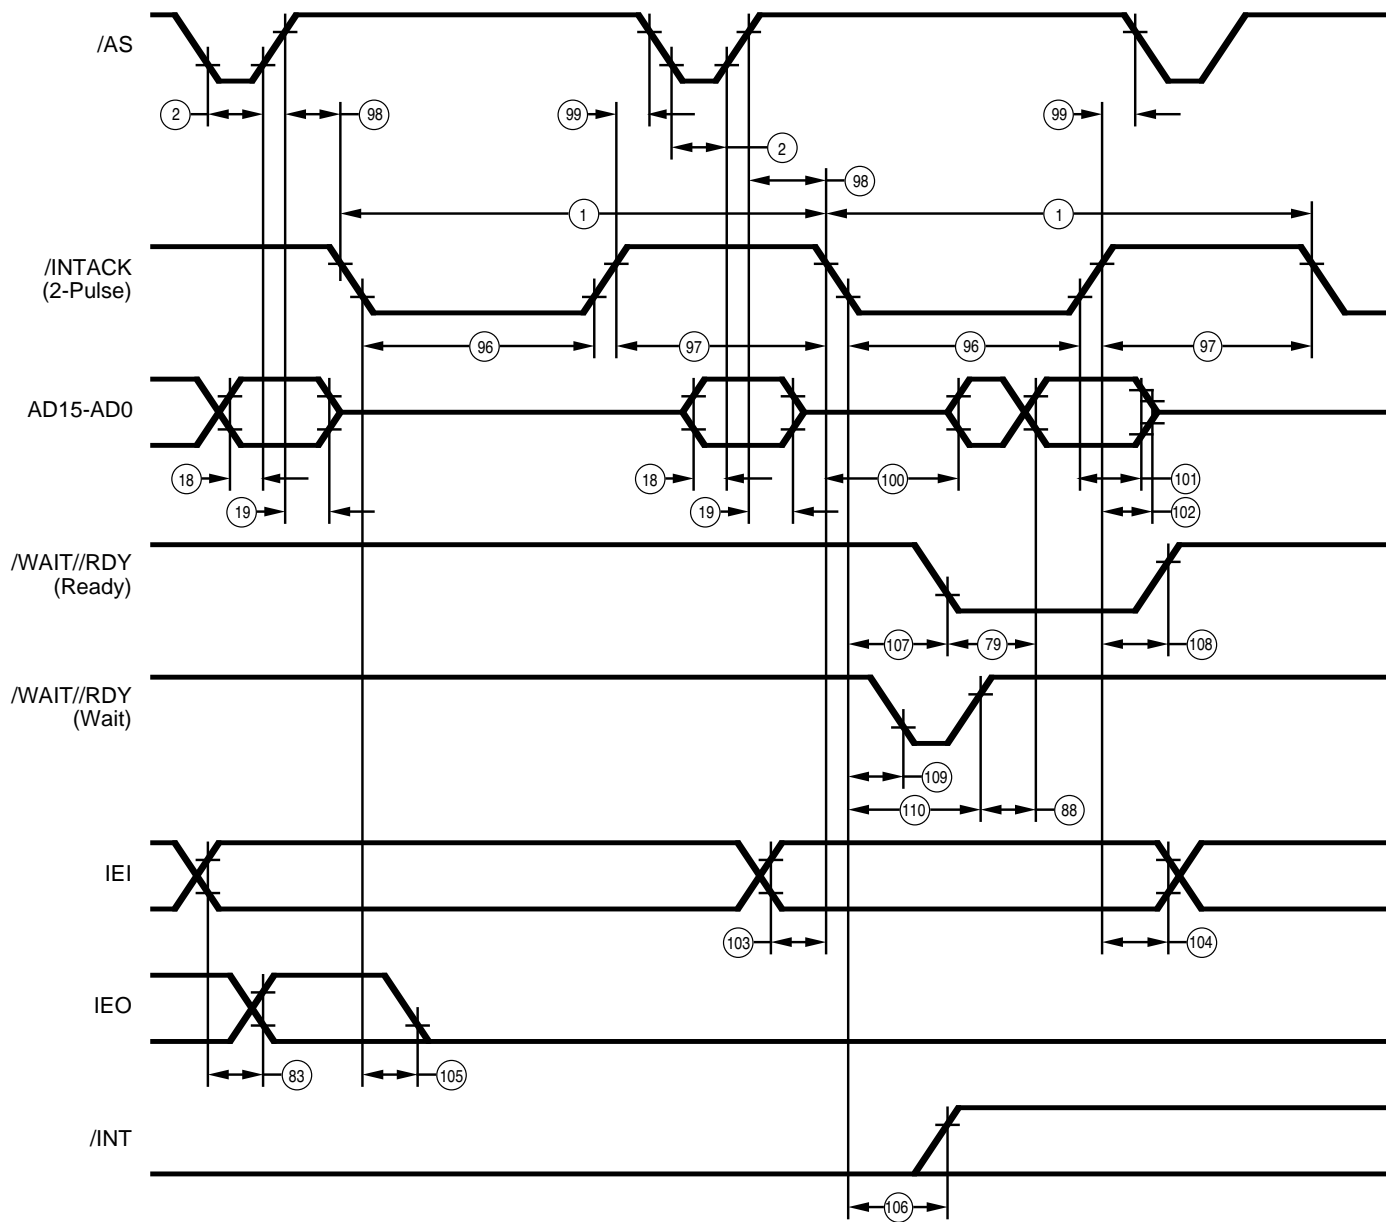 /AS
2
98
99
99
2
98
1
1
/INTACK
(2-Pulse)
96
97
96
97
AD15-AD0
18
18
100
101
19
19
102
/WAIT//RDY
(Ready)
107
79
108
/WAIT//RDY
(Wait)
109
110
88
IEI
103
104
IEO
83
105
/INT
106